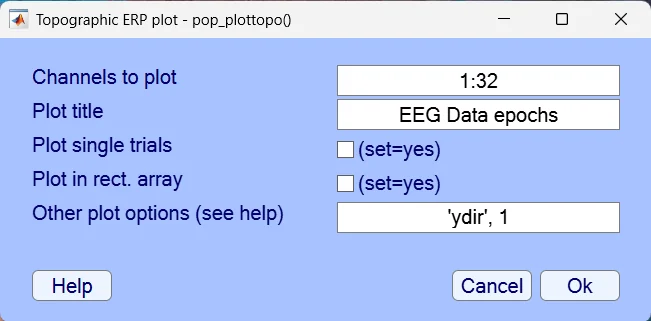 Topographic ERP plot - pop_plottopo()
Channels to plot 1:32
Plot title EEG Data epochs
Plot single trials (set=yes)
Plot in rect. array (set=yes)
Other plot options (see help) 'ydir', 1
Help Cancel Ok